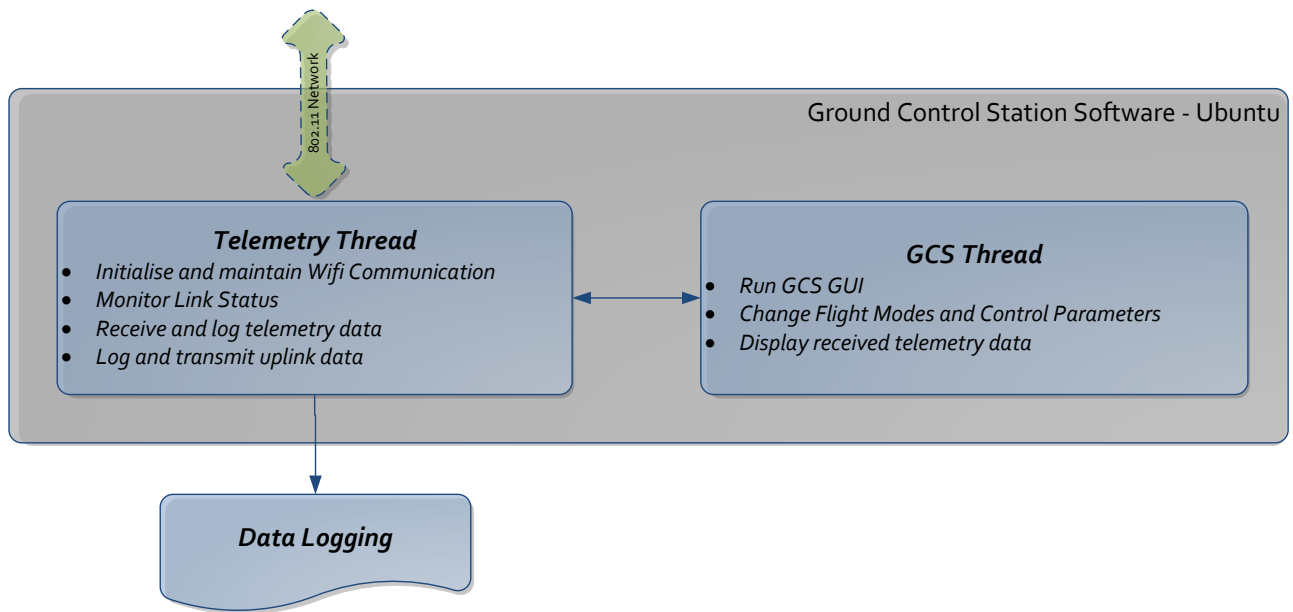 802.11 Network
Ground Control Station Software - Ubuntu
Telemetry Thread
• Initialise and maintain Wifi Communication
• Monitor Link Status
• Receive and log telemetry data
• Log and transmit uplink data
GCS Thread
• Run GCS GUI
• Change Flight Modes and Control Parameters
• Display received telemetry data
Data Logging